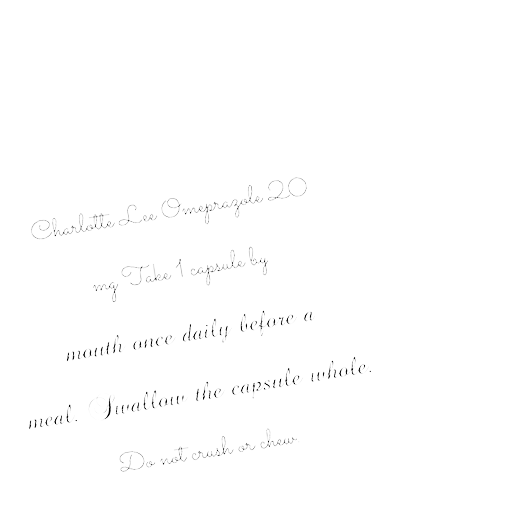 Charlotte Lee Omeprazole 20
mg Take 1 capsule by
mouth once daily before a
meal. Swallow the capsule whole.
Do not crush or chew